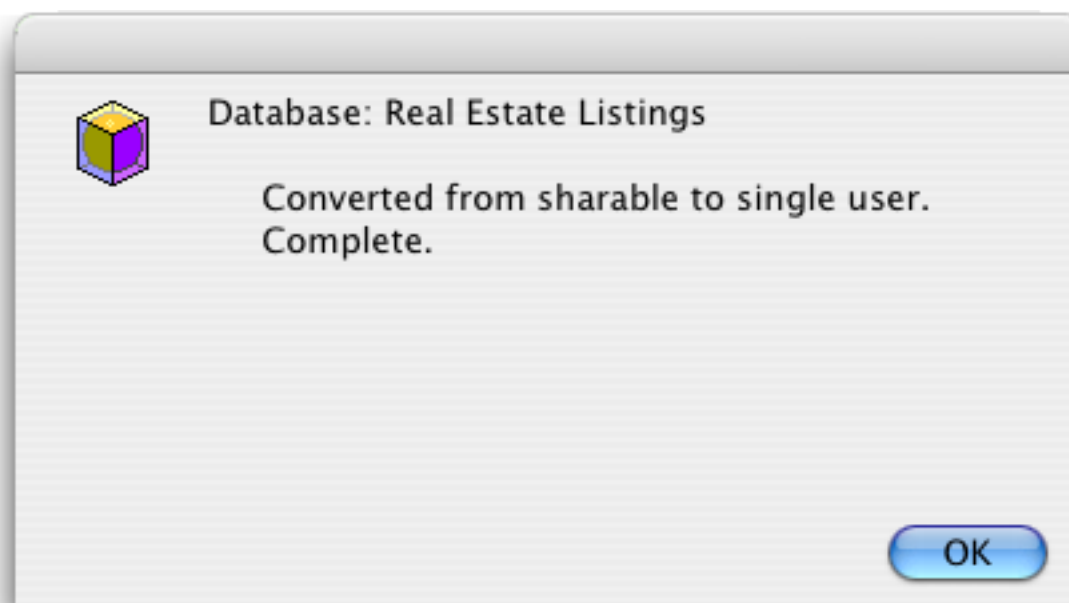 Database: Real Estate Listings
Converted from sharable to single user.
Complete.
OK